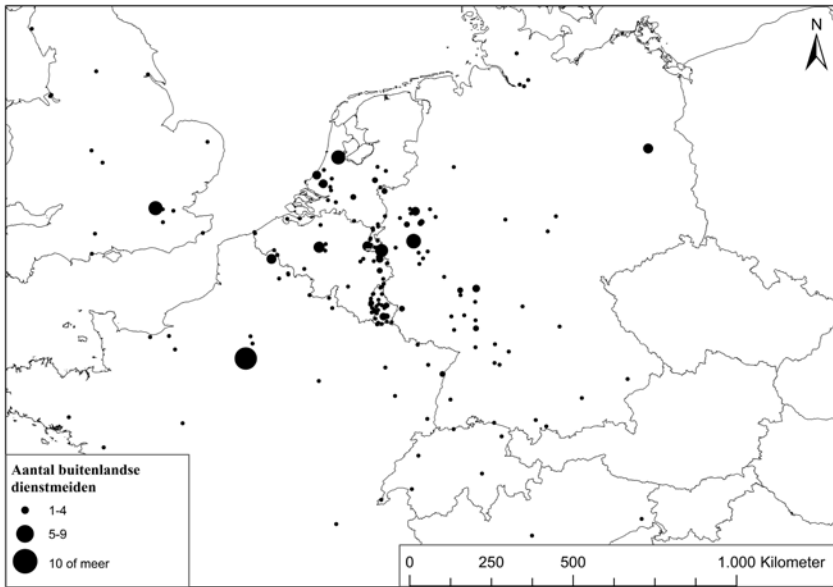 N
Aantal buitenlandse
dienstmeiden
1-4
5-9
10 of meer
0 250 500 1.000 Kilometer